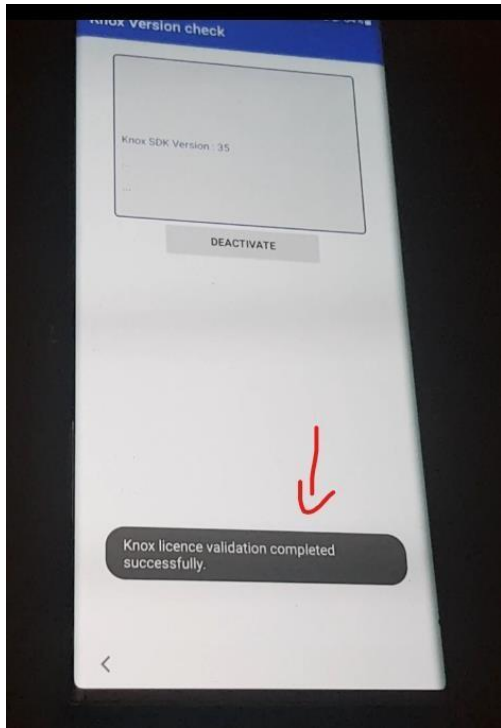 Knox Version check
Knox SDK Version : 35
...
DEACTIVATE
Knox licence validation completed
successfully.